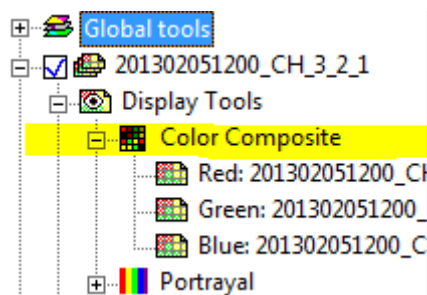 Global tools
201302051200_CH_3_2_1
Display Tools
Color Composite
Red: 201302051200_CH
Green: 201302051200_
Blue: 201302051200_C
Portrayal